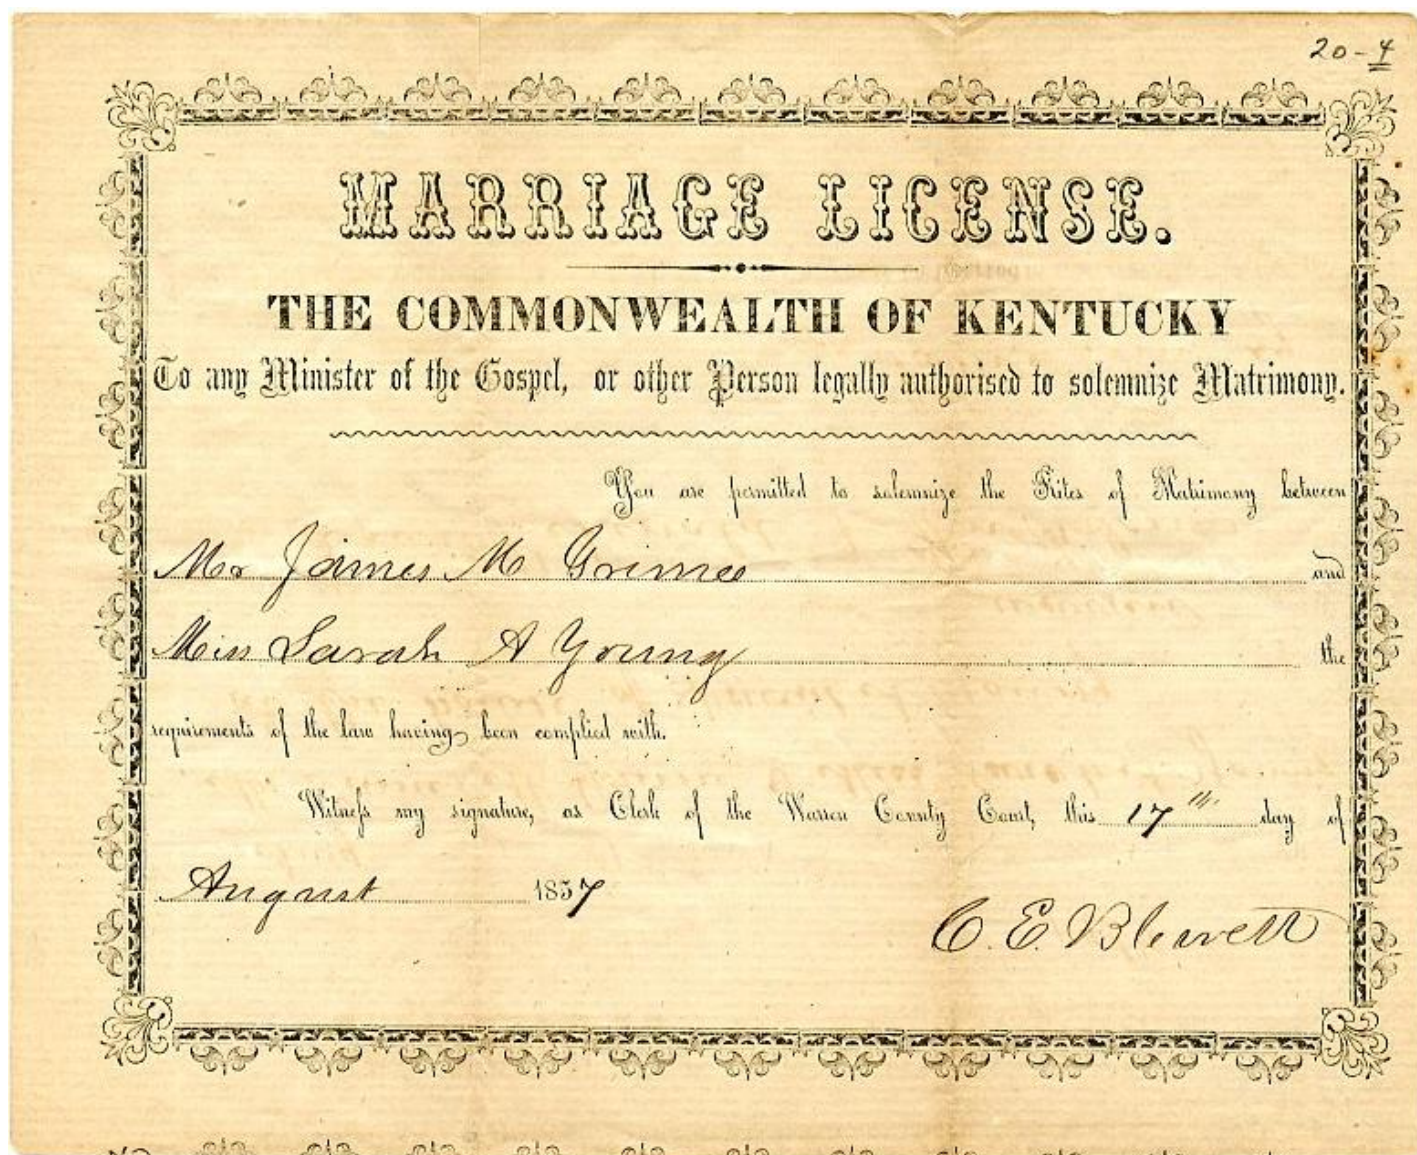 20-4
MARRIAGE LICENSE.
THE COMMONWEALTH OF KENTUCKY
To any Minister of the Gospel, or other Person legally authorised to solemnize Matrimony.
You are permitted to solemnize the Rites of Matrimony between
Mr James M Grimes and
Miss Sarah A Young the
requirements of the law having been complied with.
Witness my signature, as Clerk of the Warren County Court, this 17th day of
August 1857
C. E. Blewett